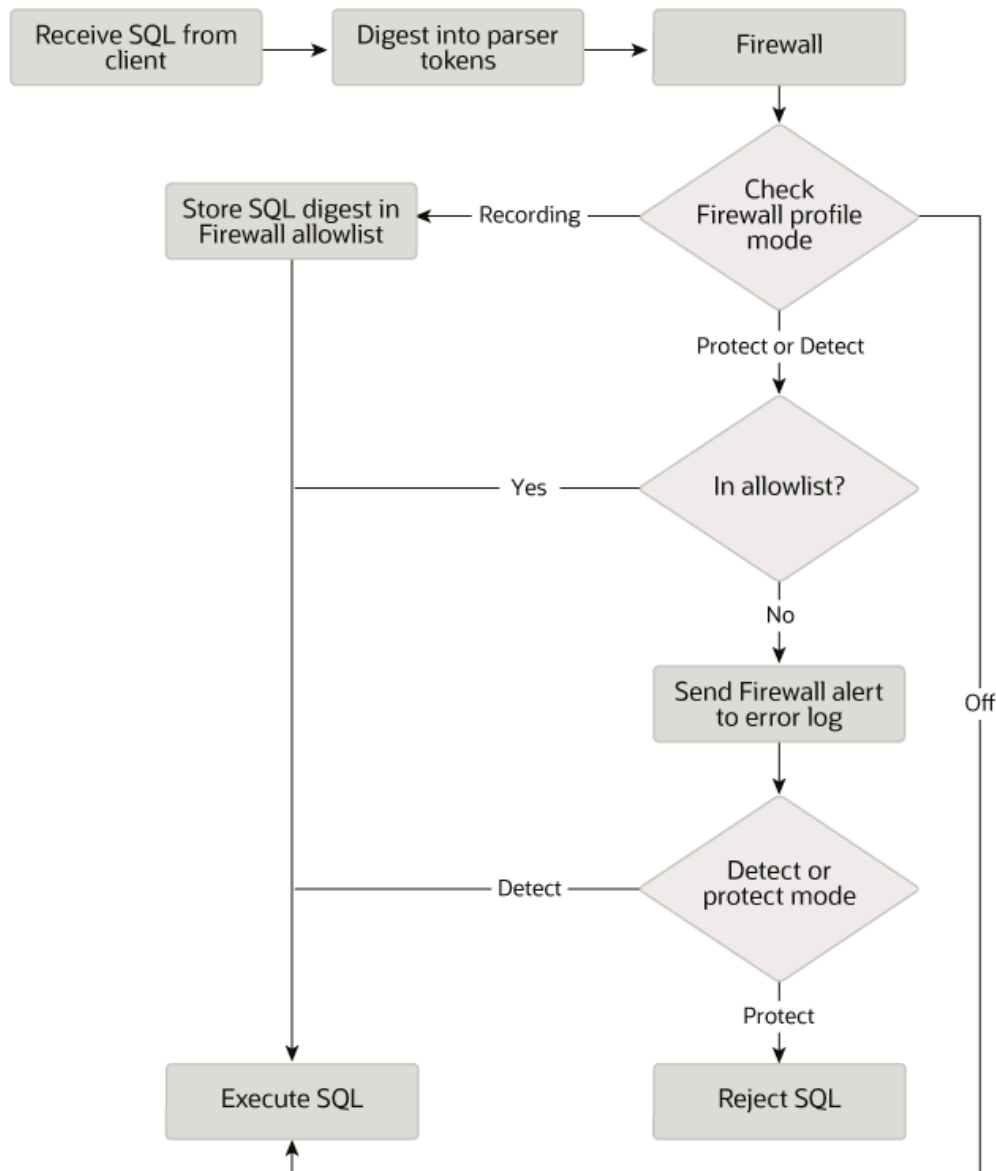 Receive SQL from
client
Digest into parser
tokens
Firewall
Check
Firewall profile
mode
Recording
Store SQL digest in
Firewall allowlist
Protect or Detect
In allowlist?
Yes
No
Send Firewall alert
to error log
Off
Detect or
protect mode
Detect
Protect
Execute SQL
Reject SQL